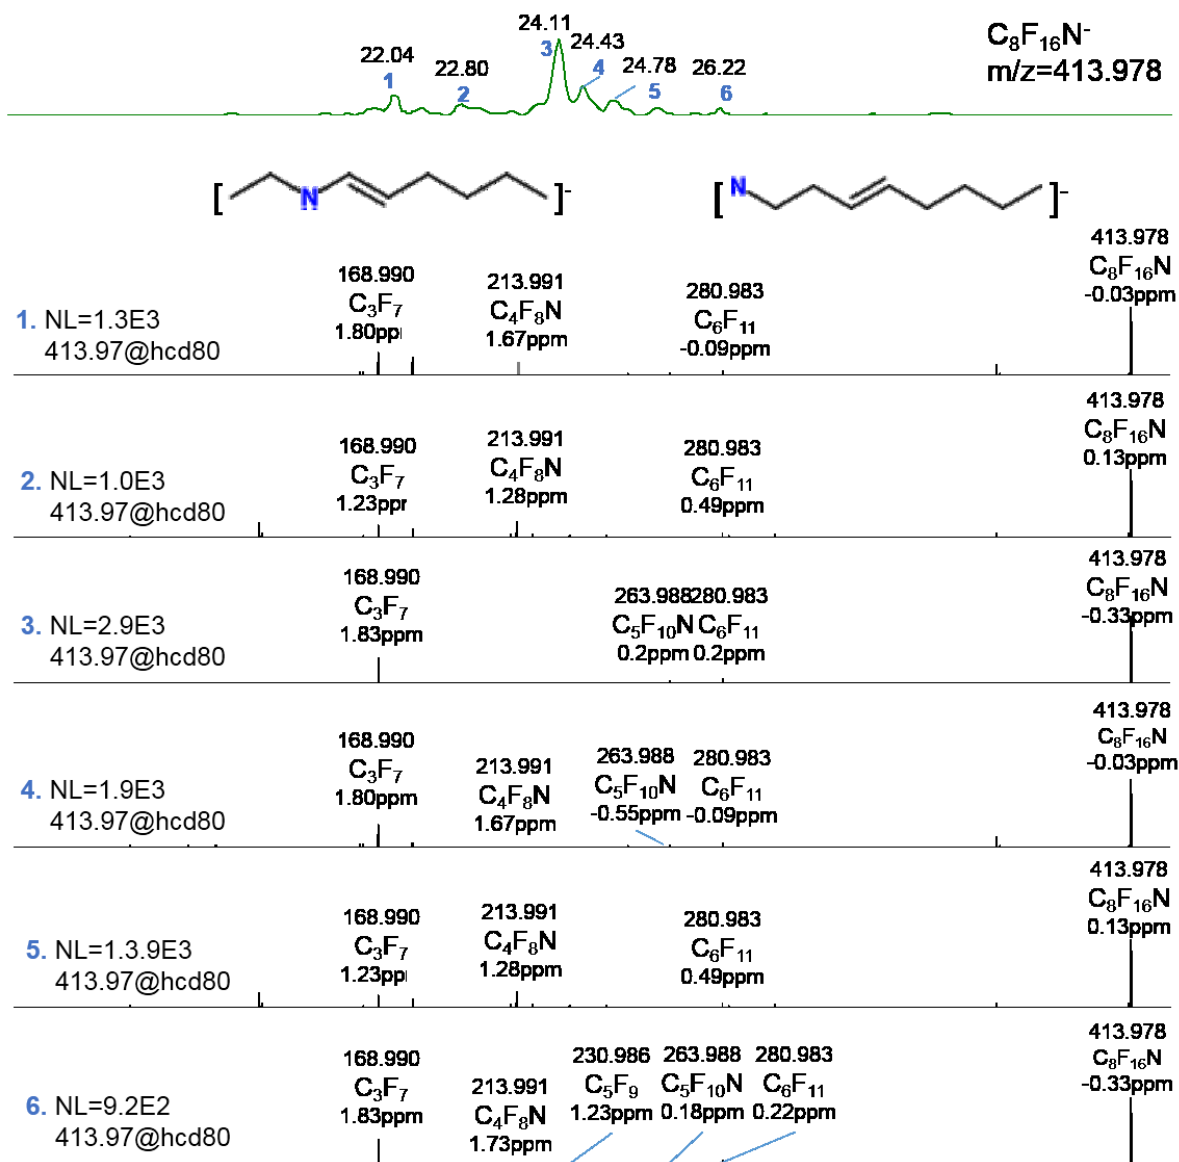 24.11
24.43
22.04
22.80
24.78
26.22
3
4
1
2
5
6
C₈F₁₆N⁻
m/z=413.978
[ N ]⁻
[ N ]⁻
1. NL=1.3E3
413.97@hcd80
168.990
C₃F₇
1.80pp
213.991
C₄F₈N
1.67ppm
280.983
C₆F₁₁
-0.09ppm
413.978
C₈F₁₆N
-0.03ppm
2. NL=1.0E3
413.97@hcd80
168.990
C₃F₇
1.23ppr
213.991
C₄F₈N
1.28ppm
280.983
C₆F₁₁
0.49ppm
413.978
C₈F₁₆N
0.13ppm
3. NL=2.9E3
413.97@hcd80
168.990
C₃F₇
1.83ppm
263.988
C₅F₁₀N
0.2ppm
280.983
C₆F₁₁
0.2ppm
413.978
C₈F₁₆N
-0.33ppm
4. NL=1.9E3
413.97@hcd80
168.990
C₃F₇
1.80ppm
213.991
C₄F₈N
1.67ppm
263.988
C₅F₁₀N
-0.55ppm
280.983
C₆F₁₁
-0.09ppm
413.978
C₈F₁₆N
-0.03ppm
5. NL=1.3.9E3
413.97@hcd80
168.990
C₃F₇
1.23pp
213.991
C₄F₈N
1.28ppm
280.983
C₆F₁₁
0.49ppm
413.978
C₈F₁₆N
0.13ppm
6. NL=9.2E2
413.97@hcd80
168.990
C₃F₇
1.83ppm
213.991
C₄F₈N
1.73ppm
230.986
C₅F₉
1.23ppm
263.988
C₅F₁₀N
0.18ppm
280.983
C₆F₁₁
0.22ppm
413.978
C₈F₁₆N
-0.33ppm